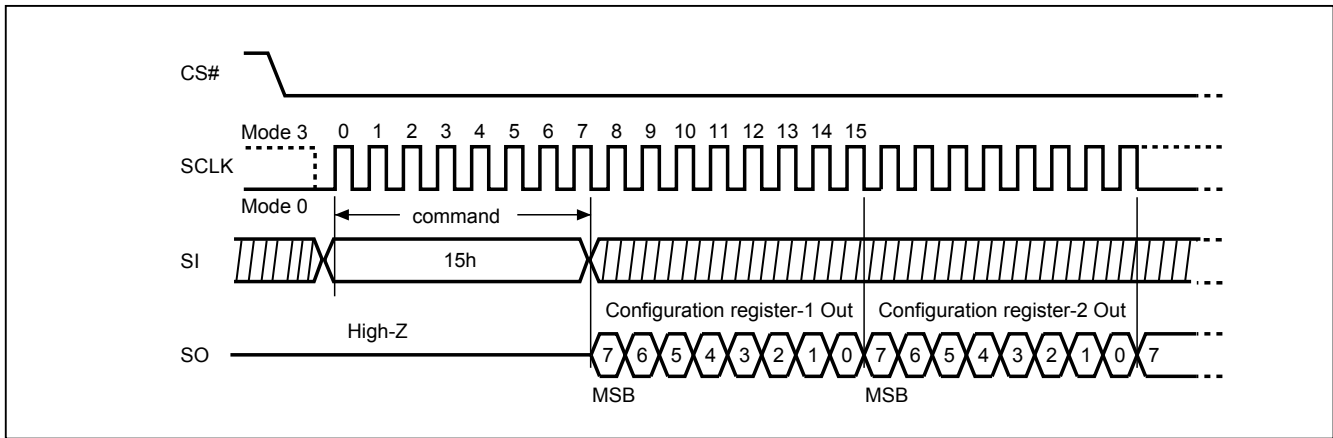 CS#
Mode 3 0 1 2 3 4 5 6 7 8 9 10 11 12 13 14 15
SCLK
Mode 0
command
SI 15h
Configuration register-1 Out Configuration register-2 Out
High-Z
SO 7 6 5 4 3 2 1 0 7 6 5 4 3 2 1 0 7
MSB MSB